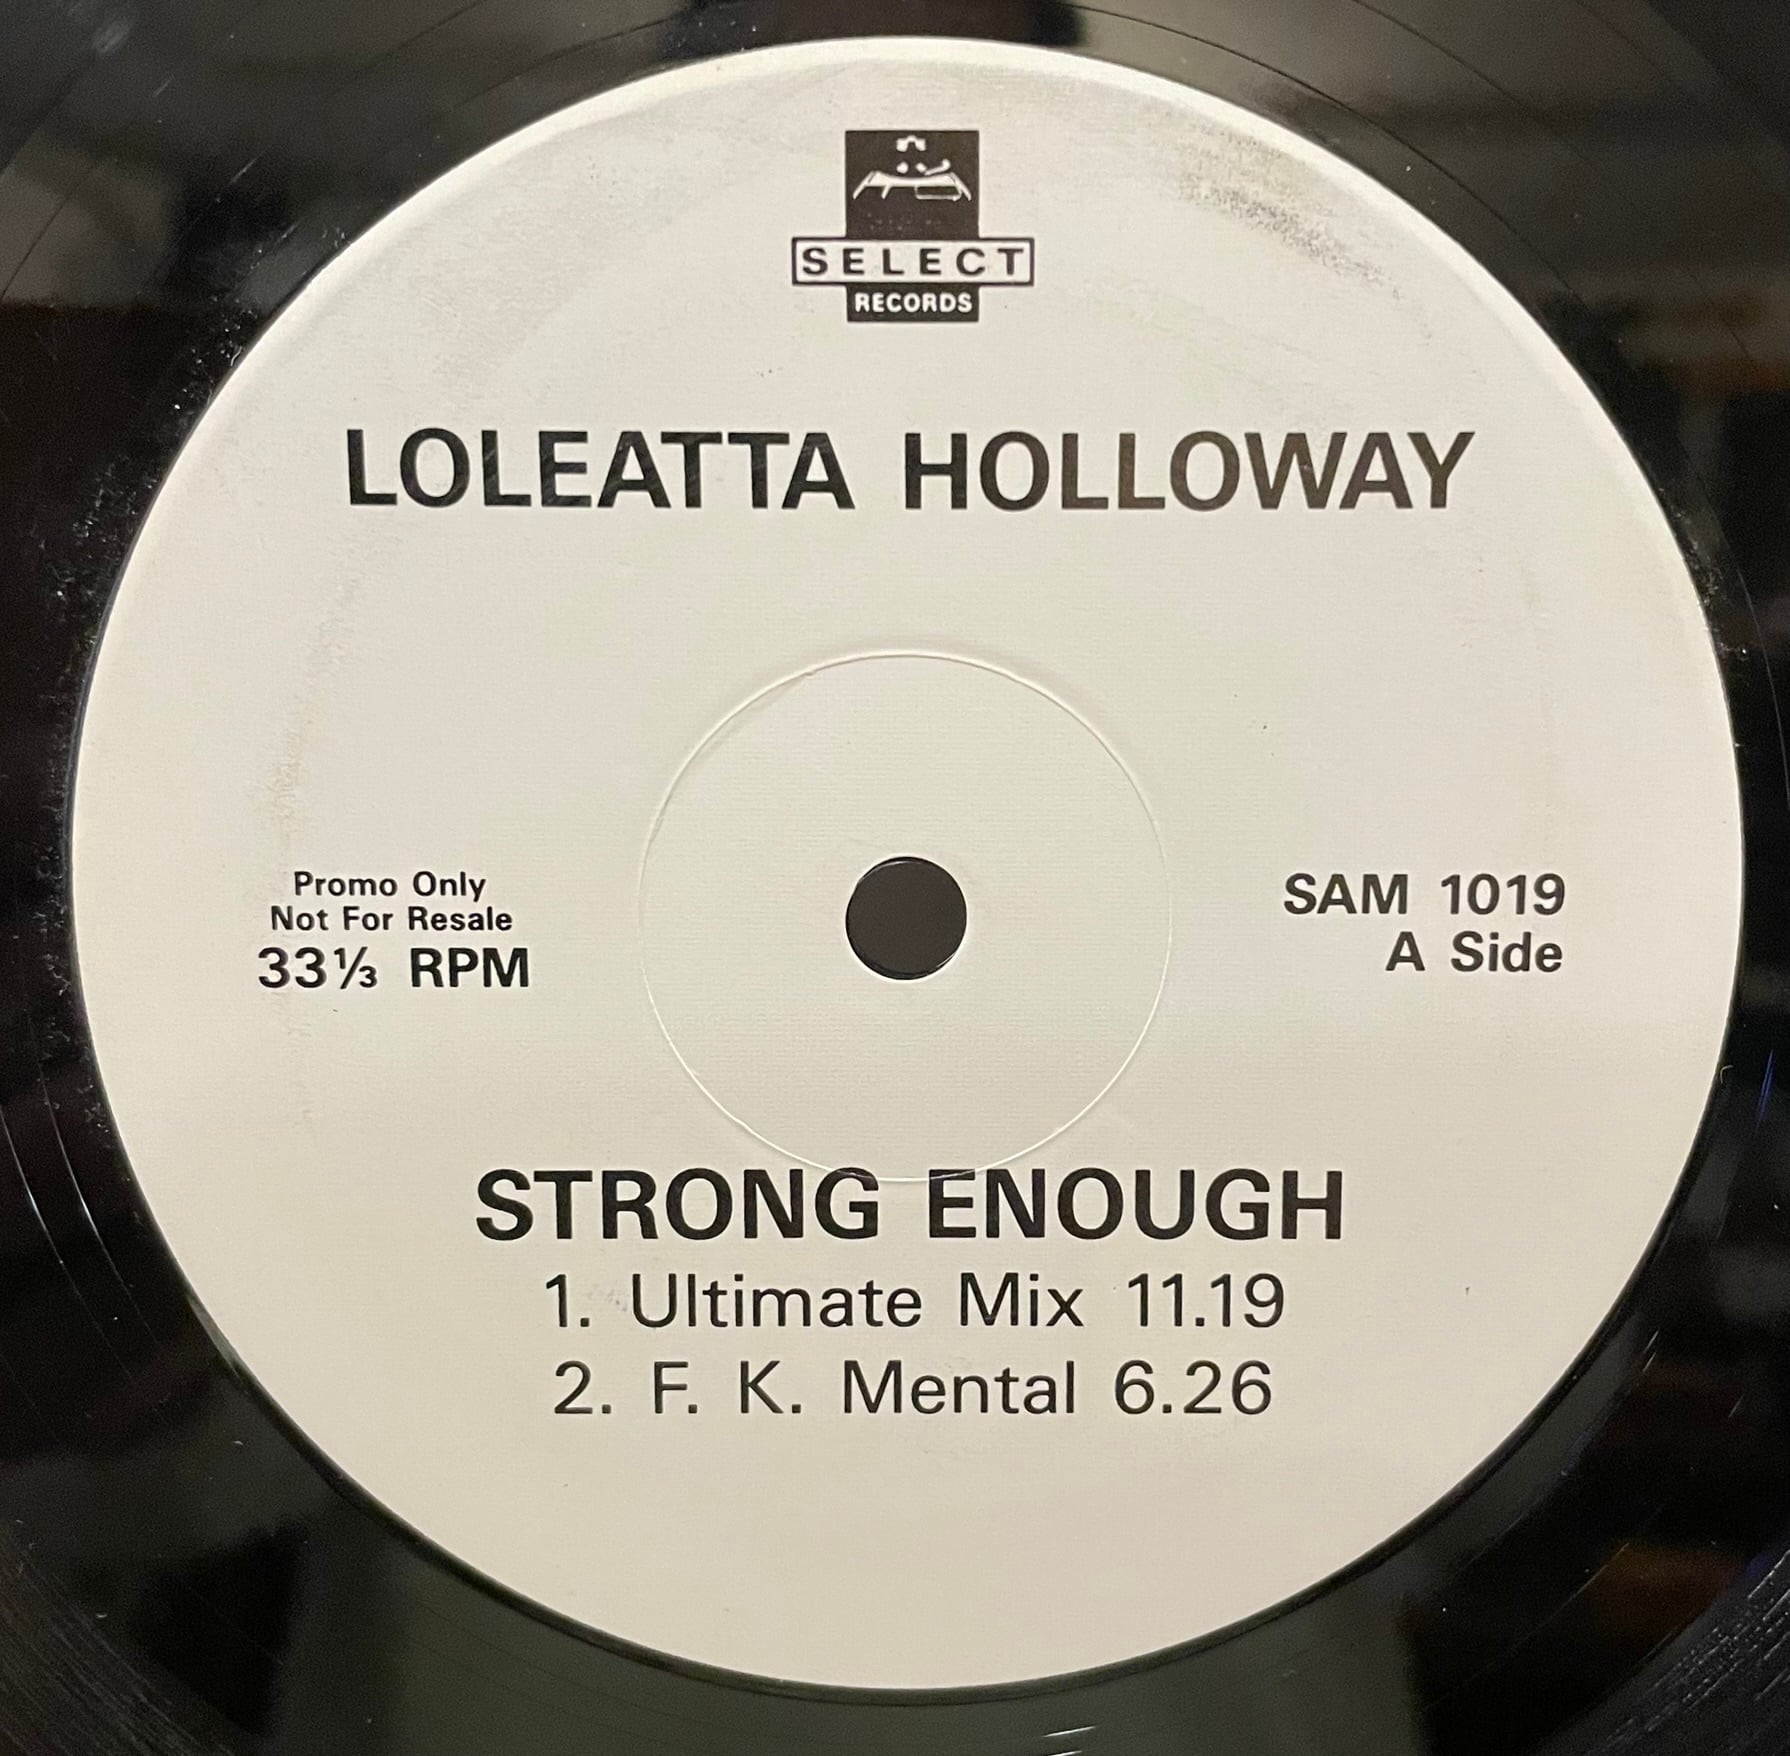 SELECT
RECORDS
LOLEATTA HOLLOWAY
Promo Only
Not For Resale
33⅓ RPM
SAM 1019
A Side
STRONG ENOUGH
1. Ultimate Mix 11.19
2. F. K. Mental 6.26